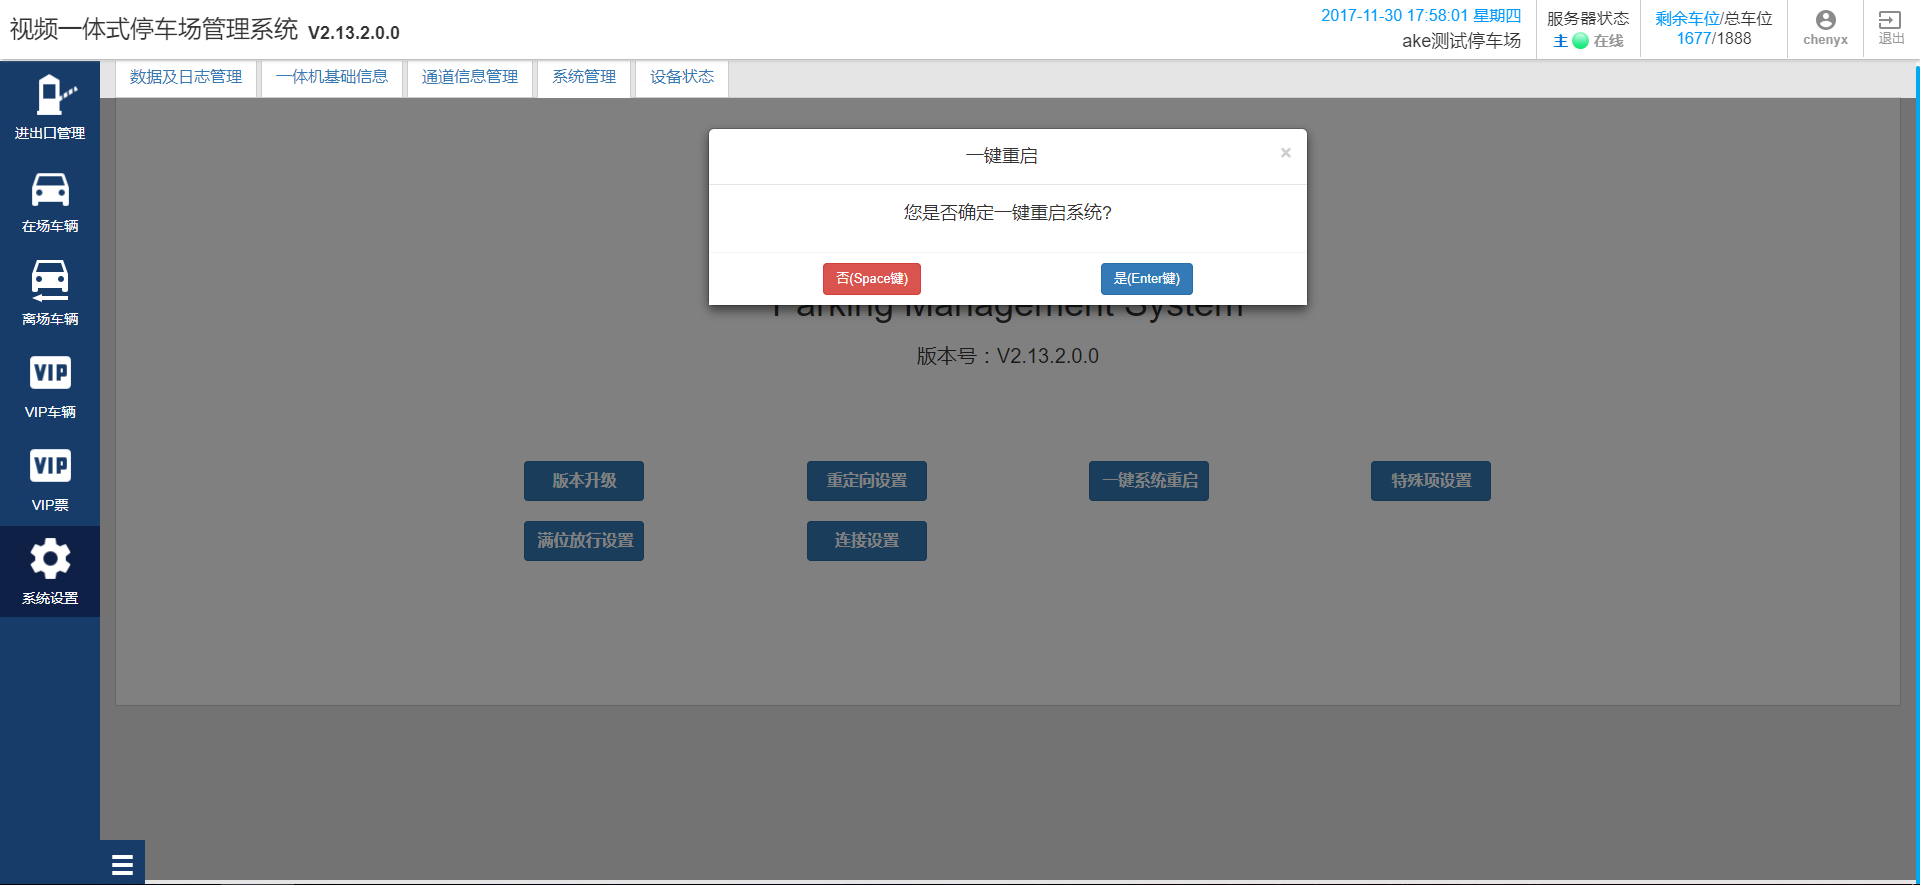 视频一体式停车场管理系统 V2.13.2.0.0
2017-11-30 17:58:01 星期四
ake测试停车场
服务器状态
主 在线
剩余车位/总车位
1677/1888
chenyx
退出
数据及日志管理
一体机基础信息
通道信息管理
系统管理
设备状态
进出口管理
在场车辆
离场车辆
VIP
VIP车辆
VIP
VIP票
系统设置
一键重启
×
您是否确定一键重启系统?
否(Space键)
是(Enter键)
Parking Management System
版本号：V2.13.2.0.0
版本升级
重定向设置
一键系统重启
特殊项设置
满位放行设置
连接设置